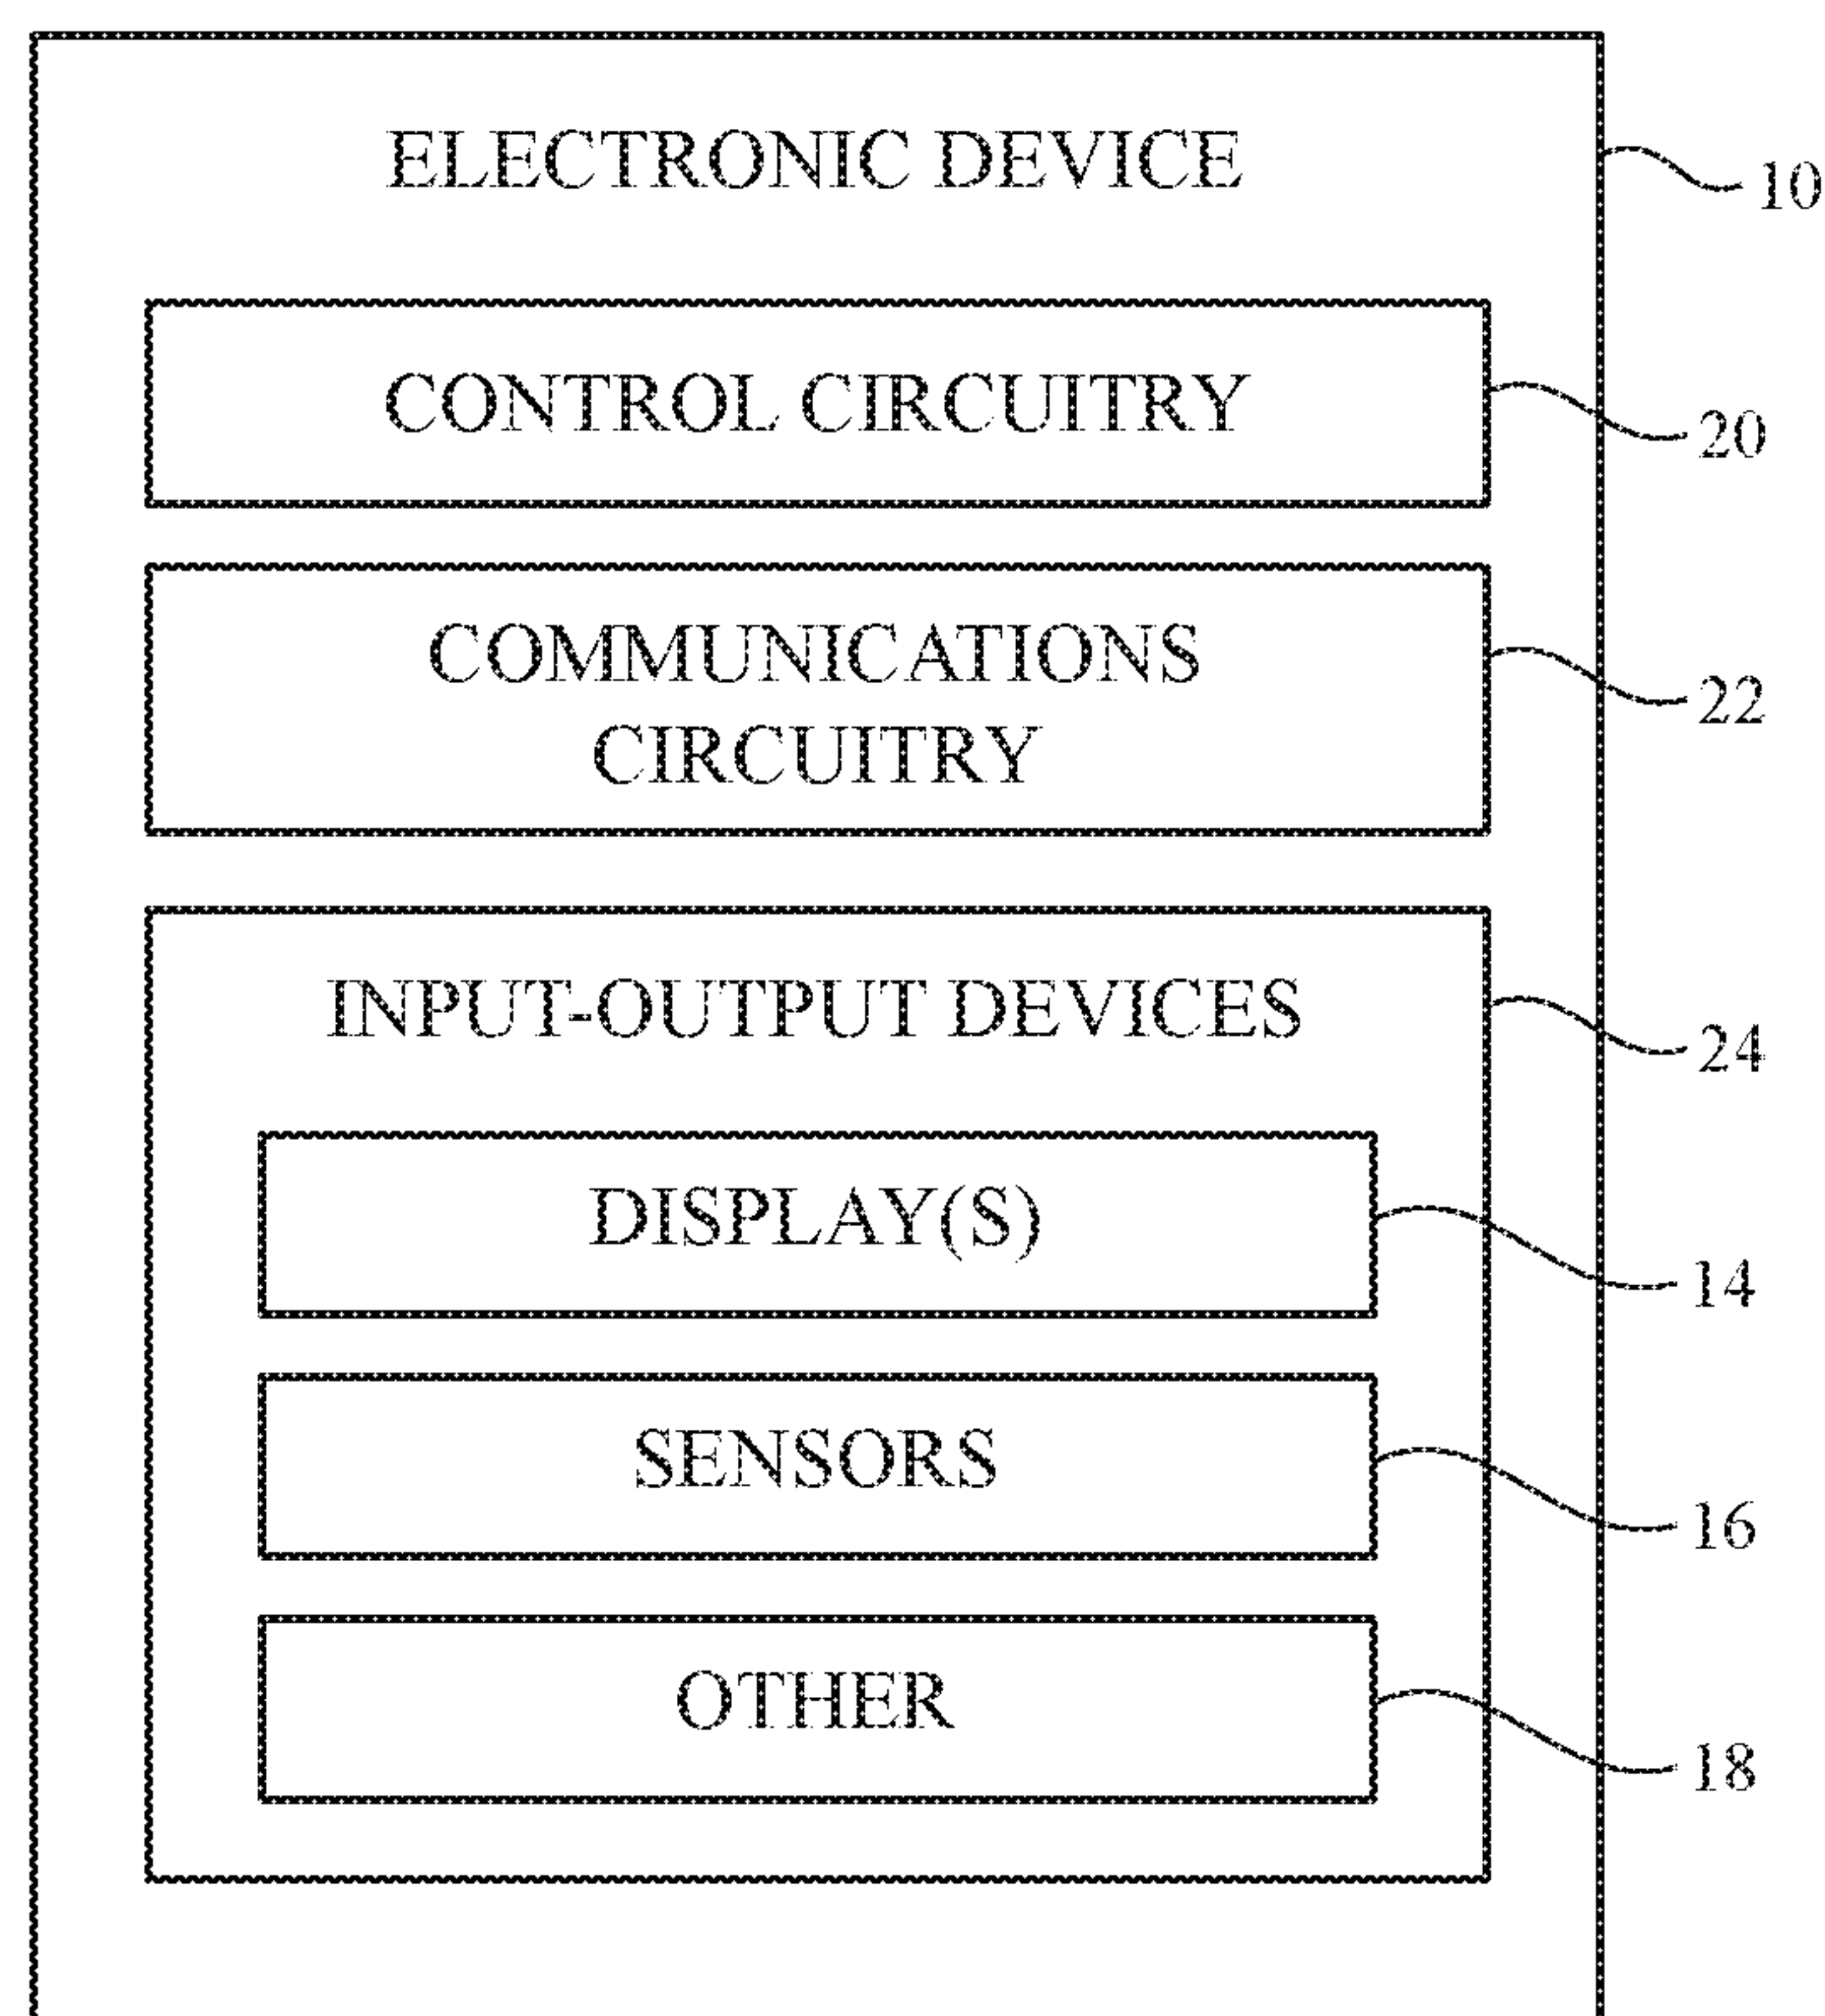 ELECTRONIC DEVICE
10
CONTROL CIRCUITRY
20
COMMUNICATIONS
CIRCUITRY
22
INPUT-OUTPUT DEVICES
24
DISPLAY(S)
14
SENSORS
16
OTHER
18